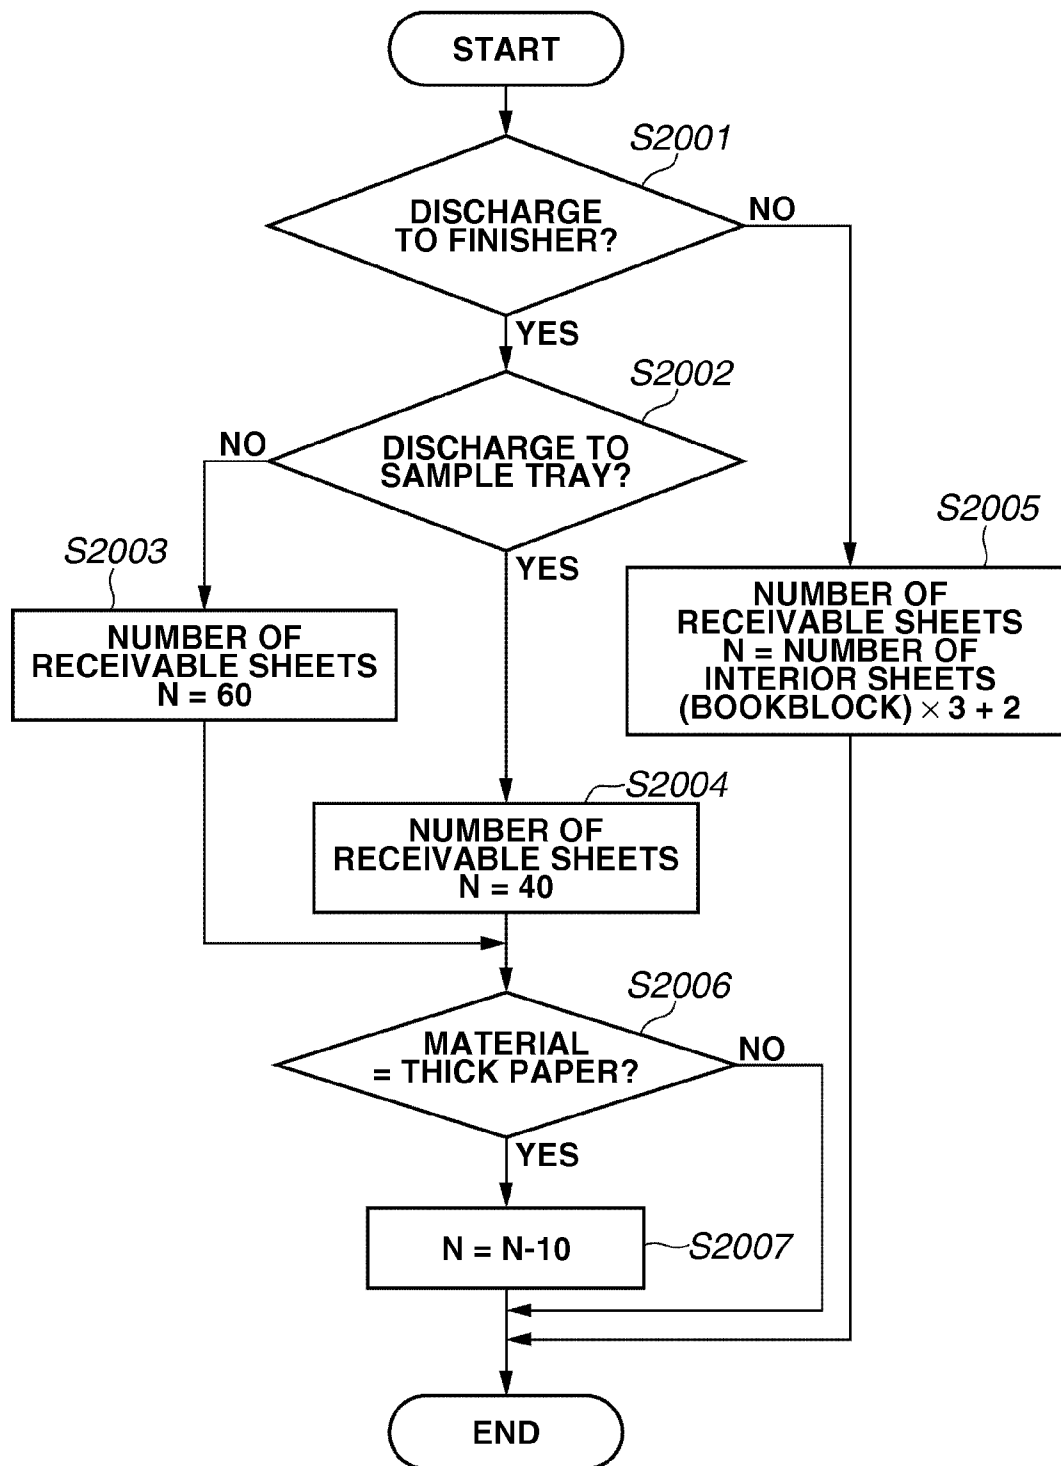 START
S2001
DISCHARGE
TO FINISHER?
NO
YES
S2002
DISCHARGE TO
SAMPLE TRAY?
NO
YES
S2003
NUMBER OF
RECEIVABLE SHEETS
N = 60
S2005
NUMBER OF
RECEIVABLE SHEETS
N = NUMBER OF
INTERIOR SHEETS
(BOOKBLOCK) × 3 + 2
S2004
NUMBER OF
RECEIVABLE SHEETS
N = 40
S2006
MATERIAL
= THICK PAPER?
NO
YES
N = N-10
S2007
END